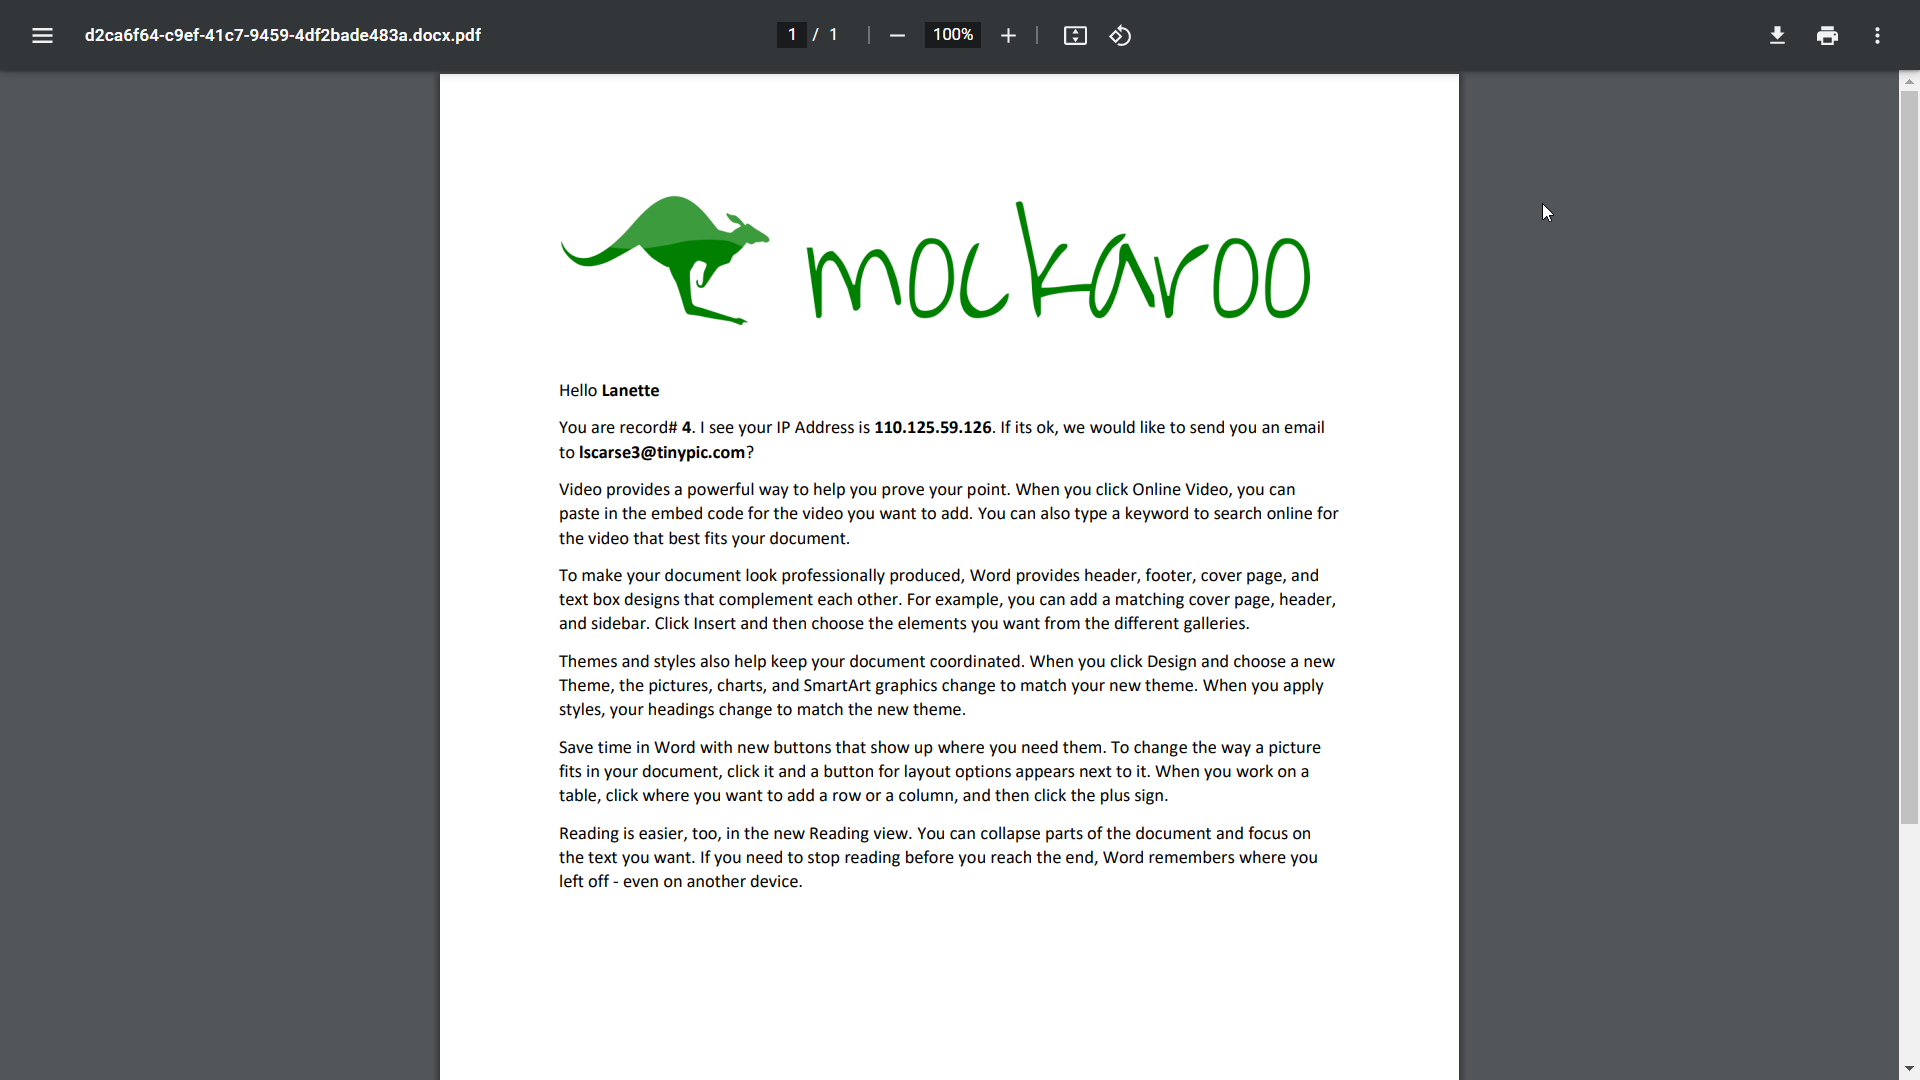 d2ca6f64-c9ef-41c7-9459-4df2bade483a.docx.pdf
1 / 1
100%
mockaroo
Hello Lanette
You are record# 4. I see your IP Address is 110.125.59.126. If its ok, we would like to send you an email
to lscarse3@tinypic.com?
Video provides a powerful way to help you prove your point. When you click Online Video, you can
paste in the embed code for the video you want to add. You can also type a keyword to search online for
the video that best fits your document.
To make your document look professionally produced, Word provides header, footer, cover page, and
text box designs that complement each other. For example, you can add a matching cover page, header,
and sidebar. Click Insert and then choose the elements you want from the different galleries.
Themes and styles also help keep your document coordinated. When you click Design and choose a new
Theme, the pictures, charts, and SmartArt graphics change to match your new theme. When you apply
styles, your headings change to match the new theme.
Save time in Word with new buttons that show up where you need them. To change the way a picture
fits in your document, click it and a button for layout options appears next to it. When you work on a
table, click where you want to add a row or a column, and then click the plus sign.
Reading is easier, too, in the new Reading view. You can collapse parts of the document and focus on
the text you want. If you need to stop reading before you reach the end, Word remembers where you
left off - even on another device.